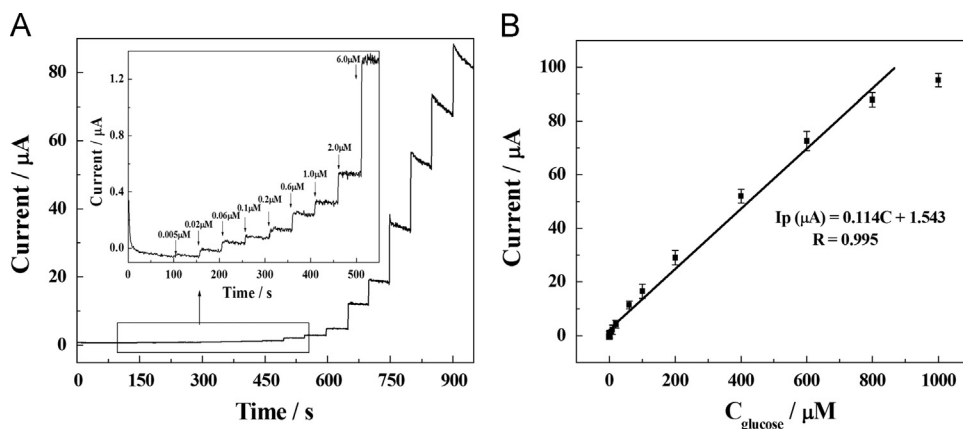 A
80
60
40
20
0
Current / µA
0
150
300
450
600
750
900
Time / s
1.2
0.8
0.4
0.0
Current / µA
0
100
200
300
400
500
Time / s
0.005µM
0.02µM
0.06µM
0.1µM
0.2µM
0.6µM
1.0µM
2.0µM
6.0µM
B
100
80
60
40
20
0
Current / µA
0
200
400
600
800
1000
C glucose / µM
Ip (µA) = 0.114C + 1.543
R = 0.995